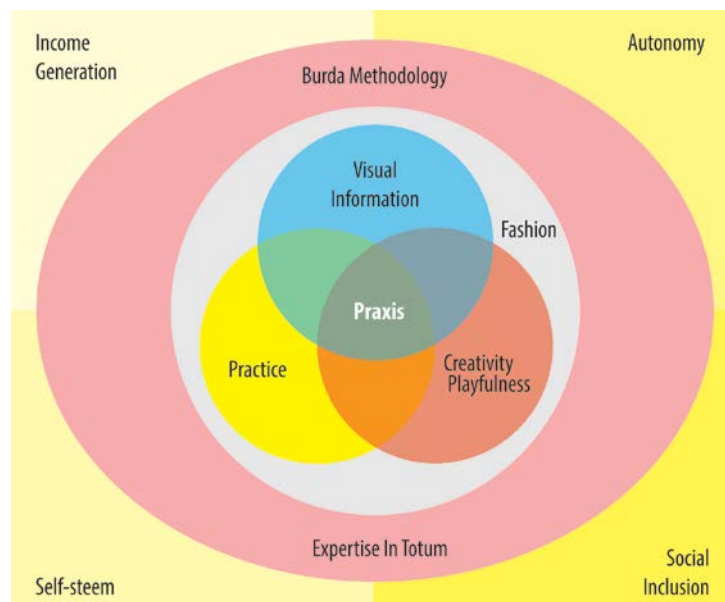 Income
Generation
Autonomy
Burda Methodology
Visual
Information
Fashion
Praxis
Practice
Creativity
Playfulness
Expertise In Totum
Self-steem
Social
Inclusion